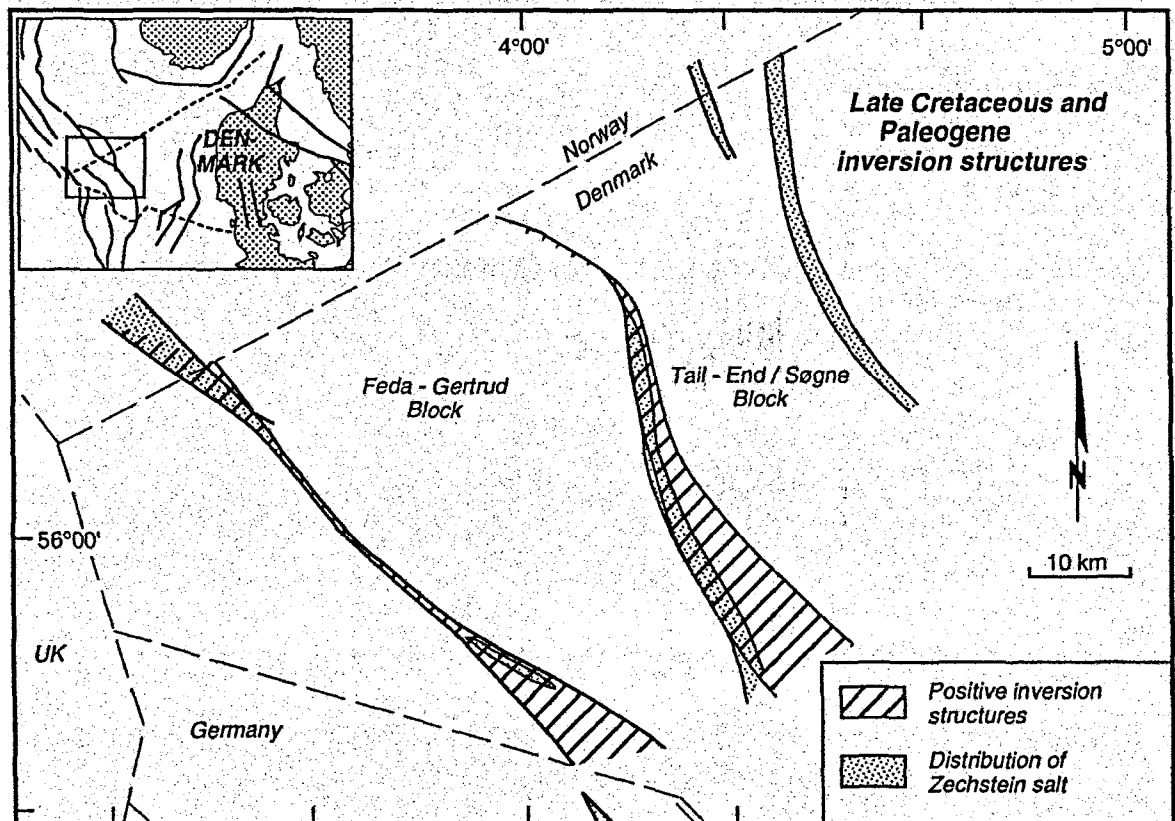 4°00'
5°00'
DEN-
MARK
Norway
Denmark
Late Cretaceous and
Paleogene
inversion structures
Feda - Gertrud
Block
Tail - End / Søgne
Block
N
56°00'
10 km
UK
Germany
Positive inversion
structures
Distribution of
Zechstein salt